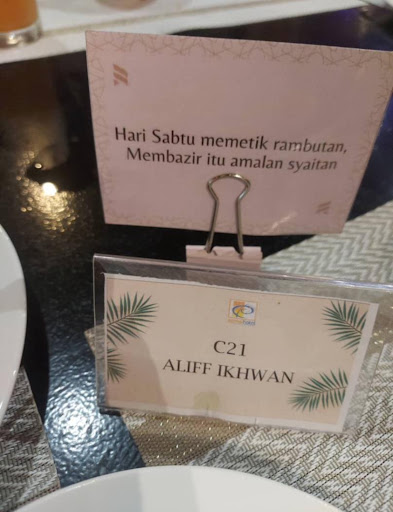 Hari Sabtu memetik rambutan,
Membazir itu amalan syaitan
C21
ALIFF IKHWAN